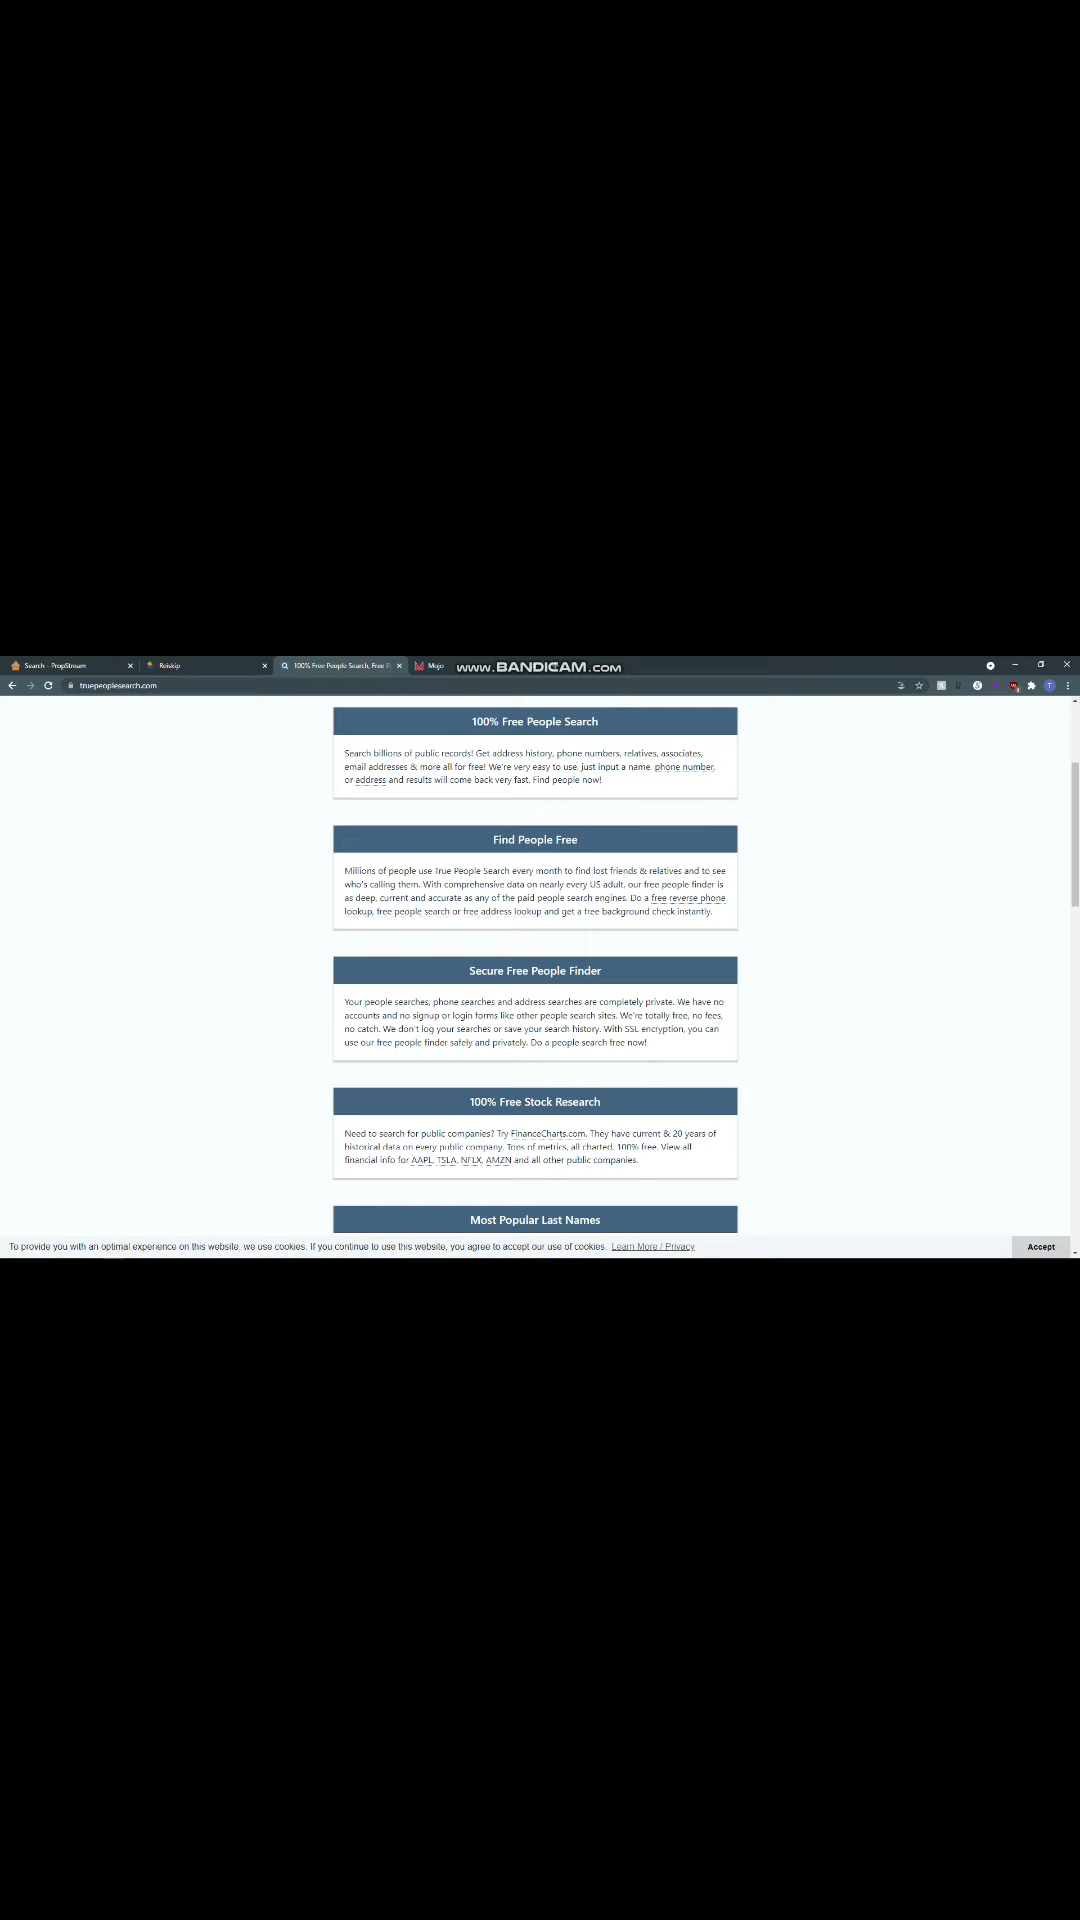 Search - PropStream
Reiskip
100% Free People Search, Free P
Mojo
WWW.BANDICAM.COM
truepeoplesearch.com
100% Free People Search
Search billions of public records! Get address history, phone numbers, relatives, associates,
email addresses & more all for free! We're very easy to use, just input a name, phone number,
or address and results will come back very fast. Find people now!
Find People Free
Millions of people use True People Search every month to find lost friends & relatives and to see
who's calling them. With comprehensive data on nearly every US adult, our free people finder is
as deep, current and accurate as any of the paid people search engines. Do a free reverse phone
lookup, free people search or free address lookup and get a free background check instantly.
Secure Free People Finder
Your people searches, phone searches and address searches are completely private. We have no
accounts and no signup or login forms like other people search sites. We're totally free, no fees,
no catch. We don't log your searches or save your search history. With SSL encryption, you can
use our free people finder safely and privately. Do a people search free now!
100% Free Stock Research
Need to search for public companies? Try FinanceCharts.com. They have current & 20 years of
historical data on every public company. Tons of metrics, all charted. 100% free. View all
financial info for AAPL, TSLA, NFLX, AMZN and all other public companies.
Most Popular Last Names
To provide you with an optimal experience on this website, we use cookies. If you continue to use this website, you agree to accept our use of cookies. Learn More / Privacy
Accept